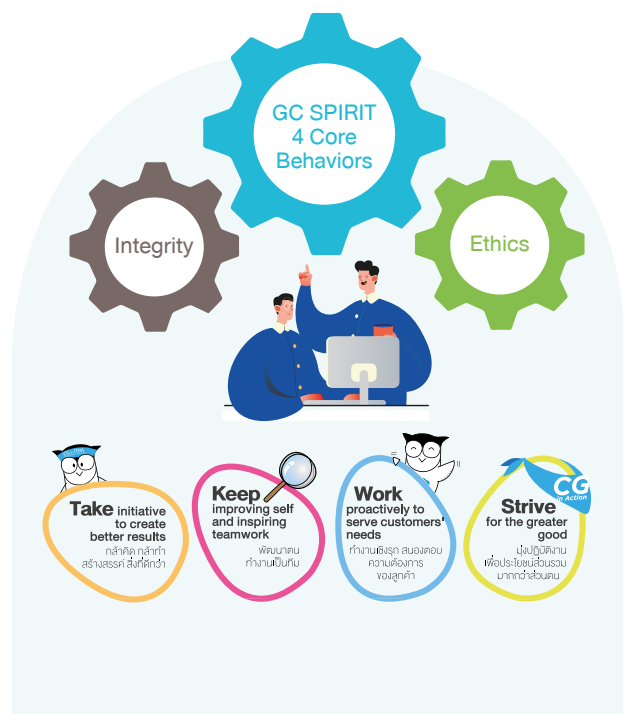 GC SPIRIT
4 Core
Behaviors
Integrity
Ethics
Take initiative
to create
better results
กล้าคิด กล้าทำ
สร้างสรรค์ สิ่งที่ดีกว่า
Keep
improving self
and inspiring
teamwork
พัฒนาตน
ทำงานเป็นทีม
Work
proactively to
serve customers'
needs
ทำงานเชิงรุก สนองตอบ
ความต้องการ
ของลูกค้า
CG
in Action
Strive
for the greater
good
มุ่งปฏิบัติงาน
เพื่อประโยชน์ส่วนรวม
มากกว่าส่วนตน